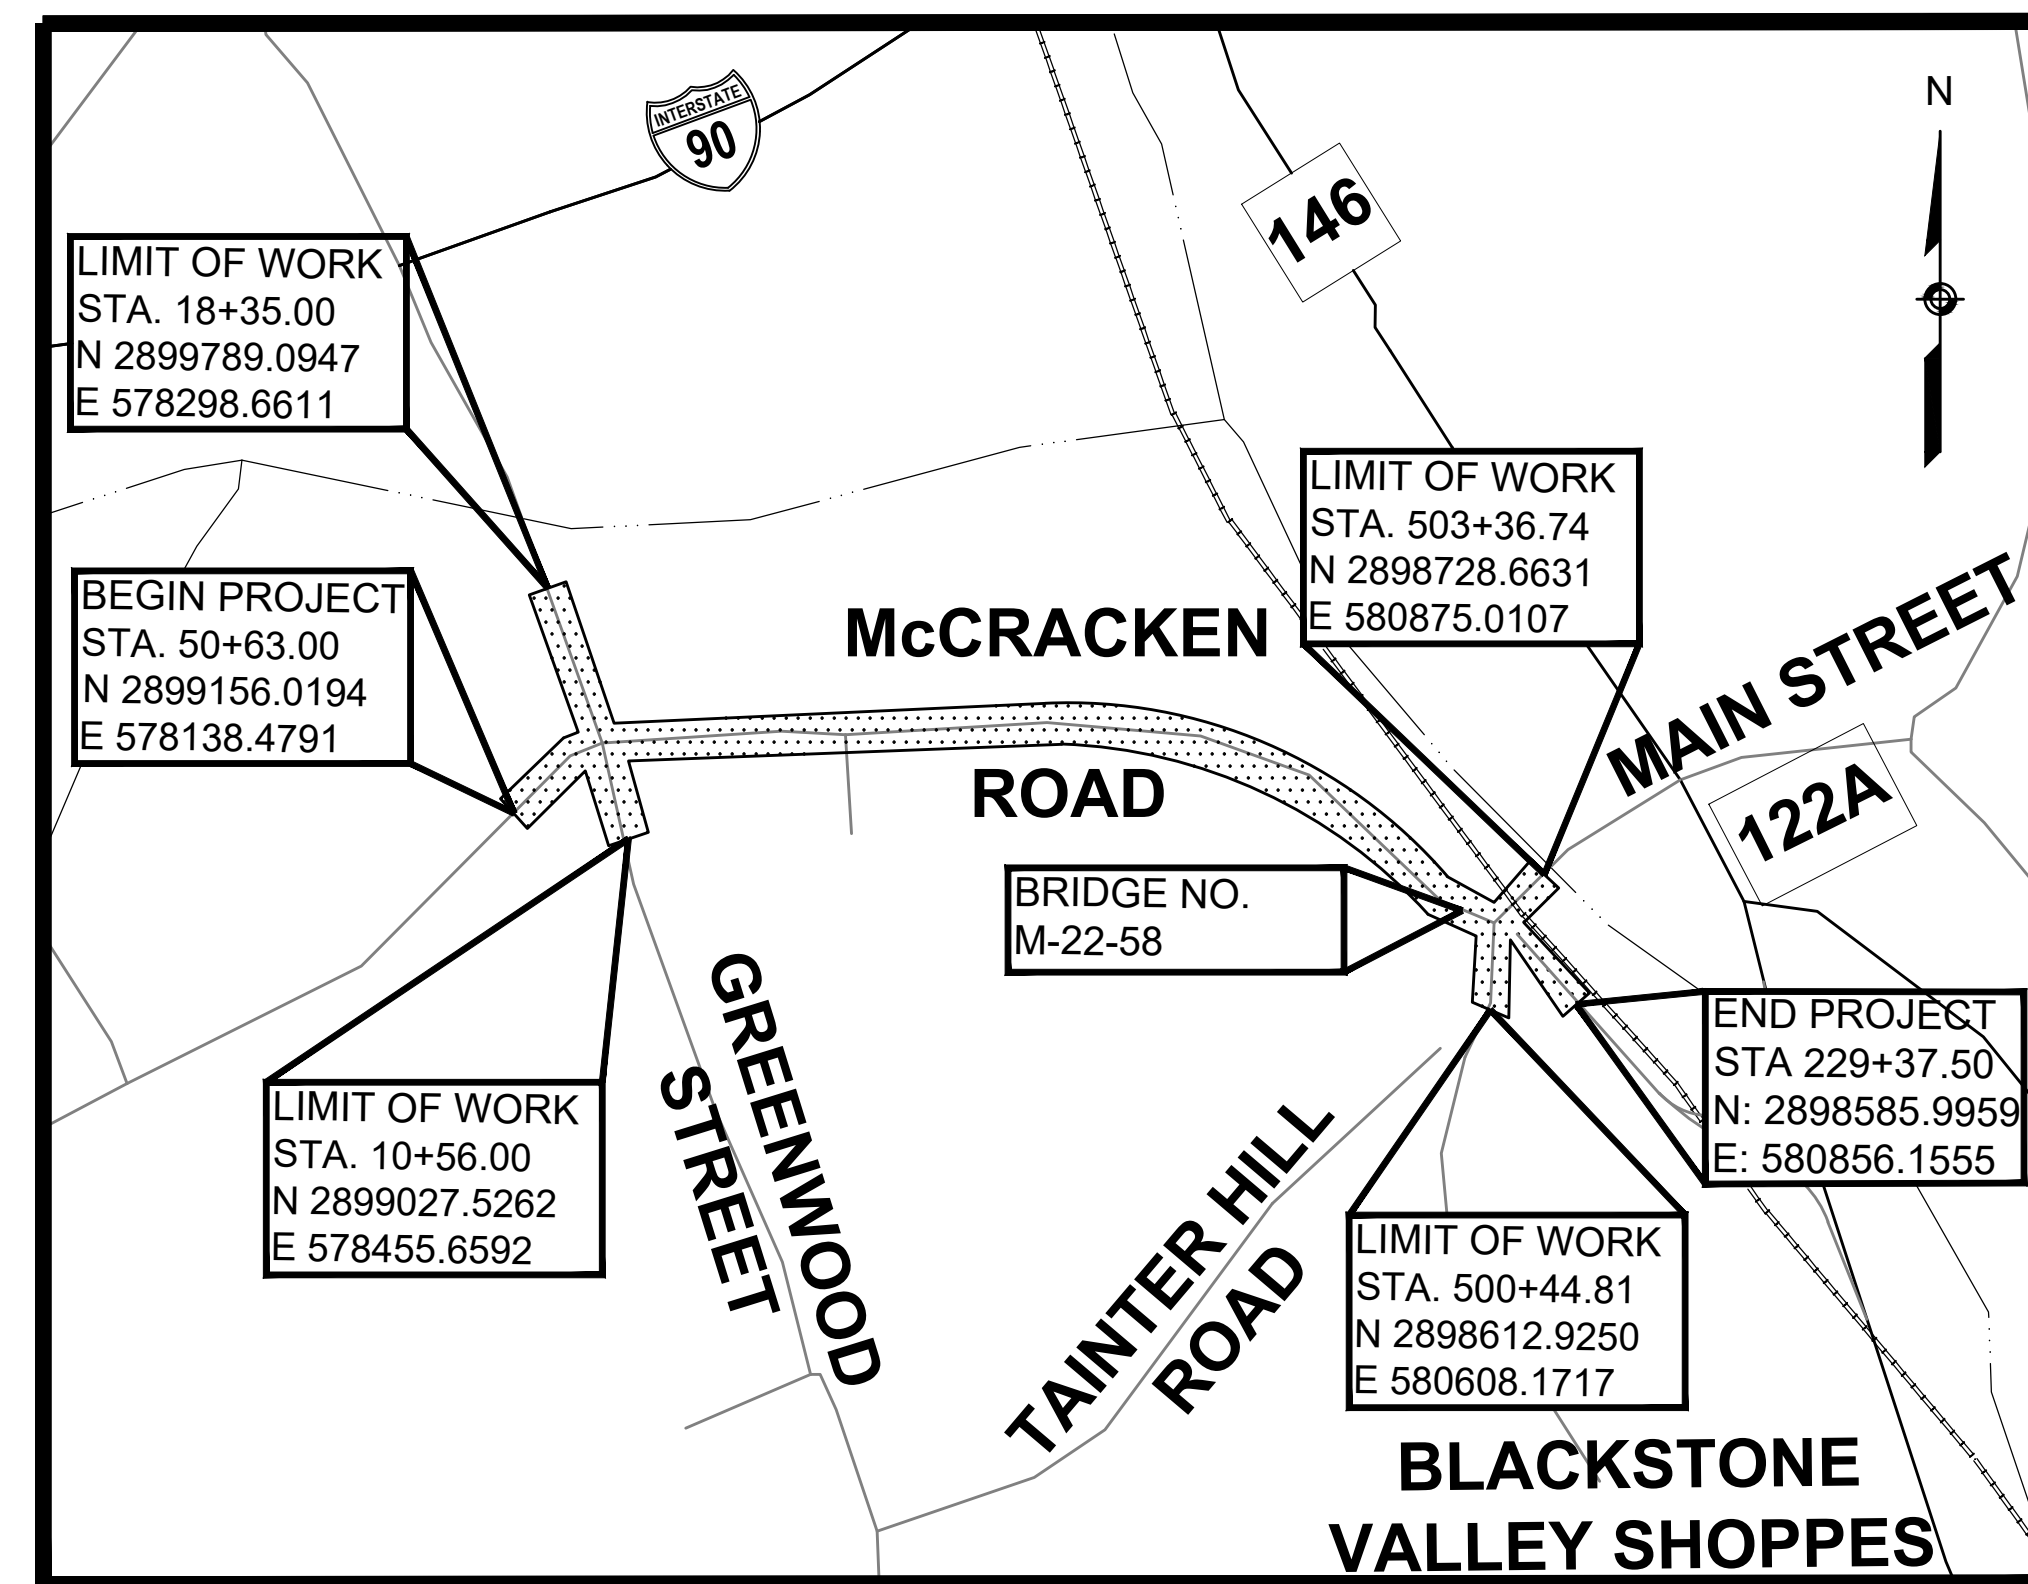 N
INTERSTATE
90
146
LIMIT OF WORK
STA. 18+35.00
N 2899789.0947
E 578298.6611
LIMIT OF WORK
STA. 503+36.74
N 2898728.6631
E 580875.0107
BEGIN PROJECT
STA. 50+63.00
N 2899156.0194
E 578138.4791
McCRACKEN
ROAD
MAIN STREET
122A
BRIDGE NO.
M-22-58
GREENWOOD
STREET
END PROJECT
STA 229+37.50
N: 2898585.9959
E: 580856.1555
LIMIT OF WORK
STA. 10+56.00
N 2899027.5262
E 578455.6592
TAINTER HILL
ROAD
LIMIT OF WORK
STA. 500+44.81
N 2898612.9250
E 580608.1717
BLACKSTONE
VALLEY SHOPPES